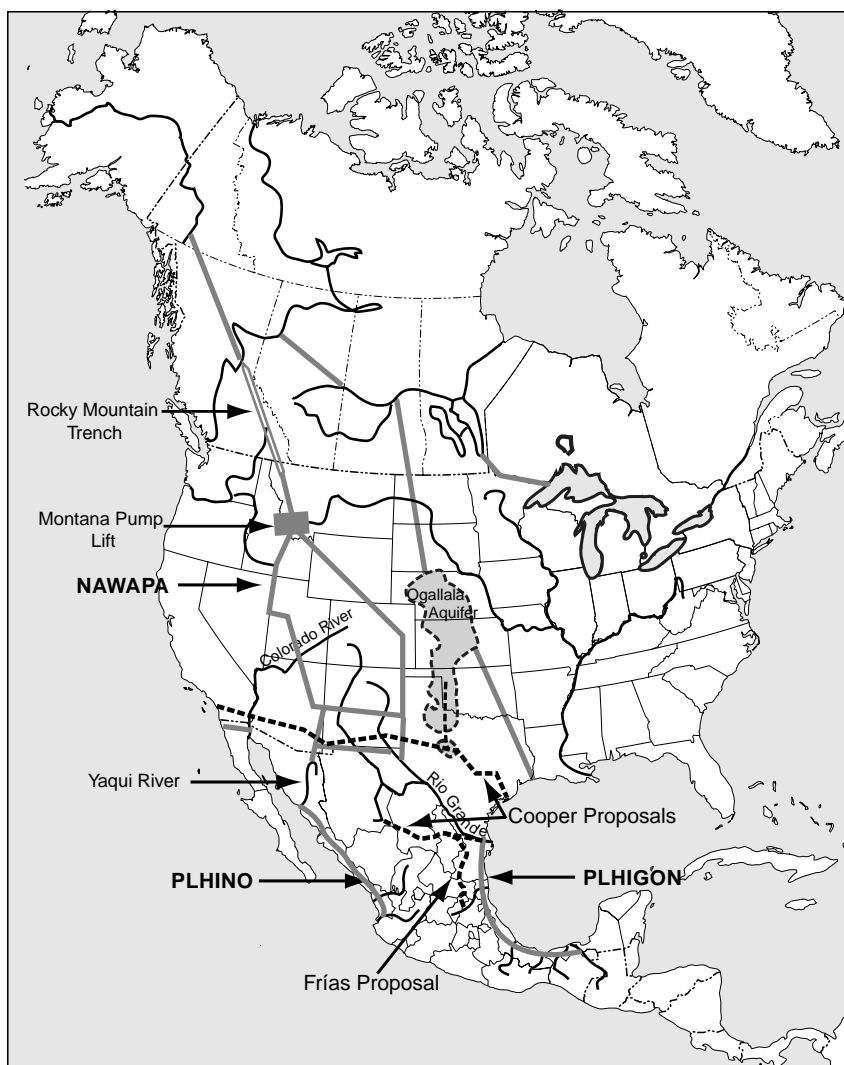 Rocky Mountain
Trench
Montana Pump
Lift
NAWAPA
Ogallala
Aquifer
Colorado River
Yaqui River
Rio Grande
Cooper Proposals
PLHINO
PLHIGON
Frías Proposal